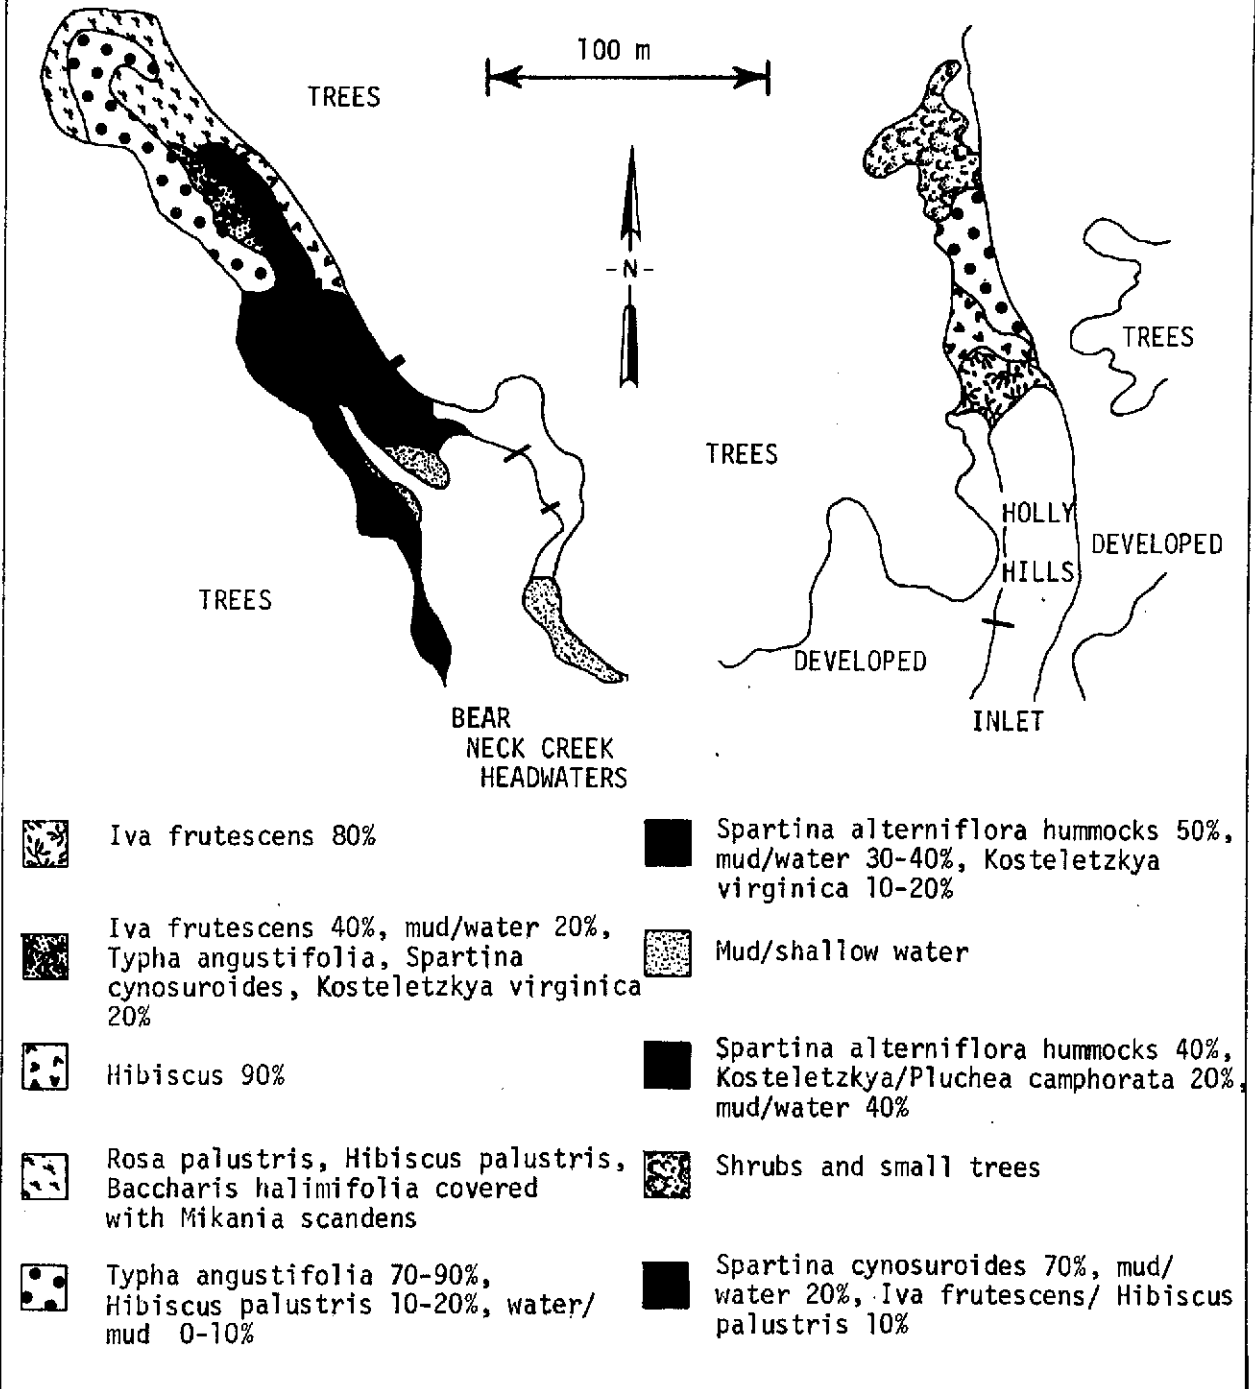 100 m
TREES
-N-
TREES
TREES
HOLLY
DEVELOPED
HILLS
TREES
DEVELOPED
INLET
BEAR
NECK CREEK
HEADWATERS
Iva frutescens 80%
Iva frutescens 40%, mud/water 20%,
Typha angustifolia, Spartina
cynosuroides, Kosteletzkya virginica
20%
Hibiscus 90%
Rosa palustris, Hibiscus palustris,
Baccharis halimifolia covered
with Mikania scandens
Typha angustifolia 70-90%,
Hibiscus palustris 10-20%, water/
mud 0-10%
Spartina alterniflora hummocks 50%,
mud/water 30-40%, Kosteletzkya
virginica 10-20%
Mud/shallow water
Spartina alterniflora hummocks 40%,
Kosteletzkya/Pluchea camphorata 20%,
mud/water 40%
Shrubs and small trees
Spartina cynosuroides 70%, mud/
water 20%, Iva frutescens/ Hibiscus
palustris 10%